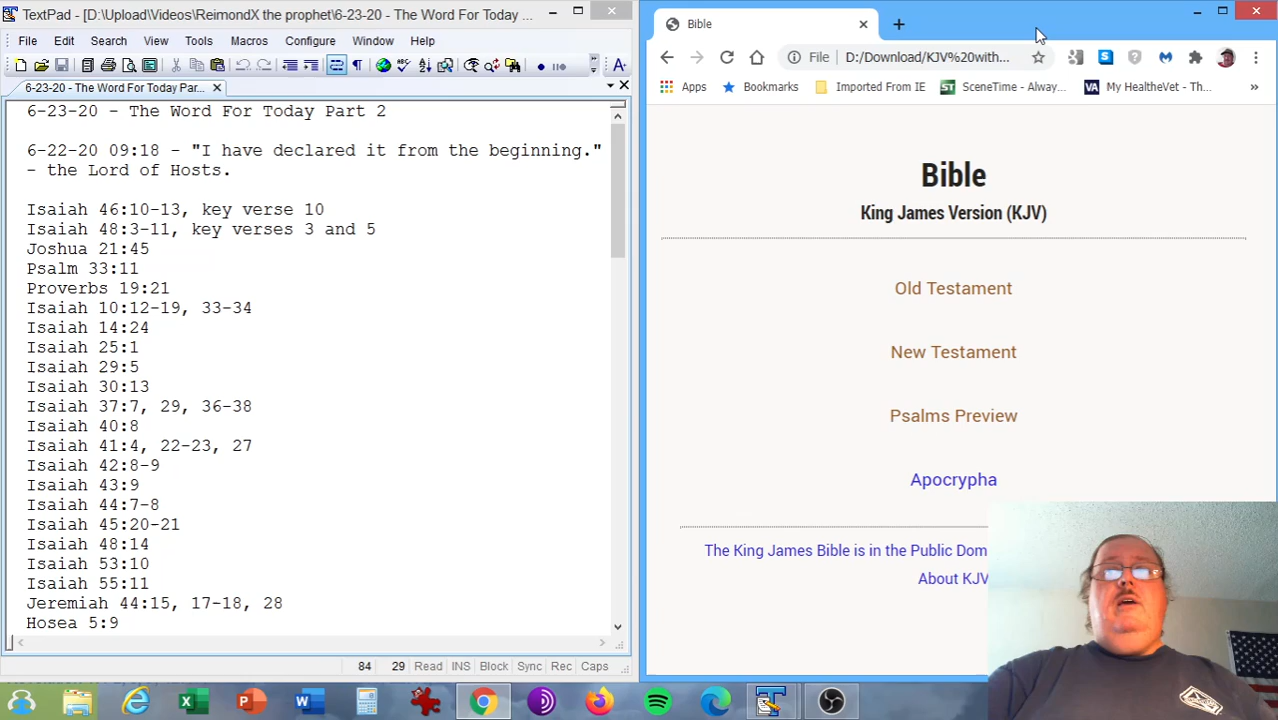 TextPad - [D:\Upload\Videos\ReimondX the prophet\6-23-20 - The Word For Today ...
File Edit Search View Tools Macros Configure Window Help
6-23-20 - The Word For Today Par...
6-23-20 - The Word For Today Part 2
6-22-20 09:18 - "I have declared it from the beginning."
- the Lord of Hosts.
Isaiah 46:10-13, key verse 10
Isaiah 48:3-11, key verses 3 and 5
Joshua 21:45
Psalm 33:11
Proverbs 19:21
Isaiah 10:12-19, 33-34
Isaiah 14:24
Isaiah 25:1
Isaiah 29:5
Isaiah 30:13
Isaiah 37:7, 29, 36-38
Isaiah 40:8
Isaiah 41:4, 22-23, 27
Isaiah 42:8-9
Isaiah 43:9
Isaiah 44:7-8
Isaiah 45:20-21
Isaiah 48:14
Isaiah 53:10
Isaiah 55:11
Jeremiah 44:15, 17-18, 28
Hosea 5:9
84 29 Read INS Block Sync Rec Caps
Bible
File D:/Download/KJV%20with...
Apps Bookmarks Imported From IE ST SceneTime - Alway... VA My HealtheVet - Th... »
Bible
King James Version (KJV)
Old Testament
New Testament
Psalms Preview
Apocrypha
The King James Bible is in the Public Dom
About KJV